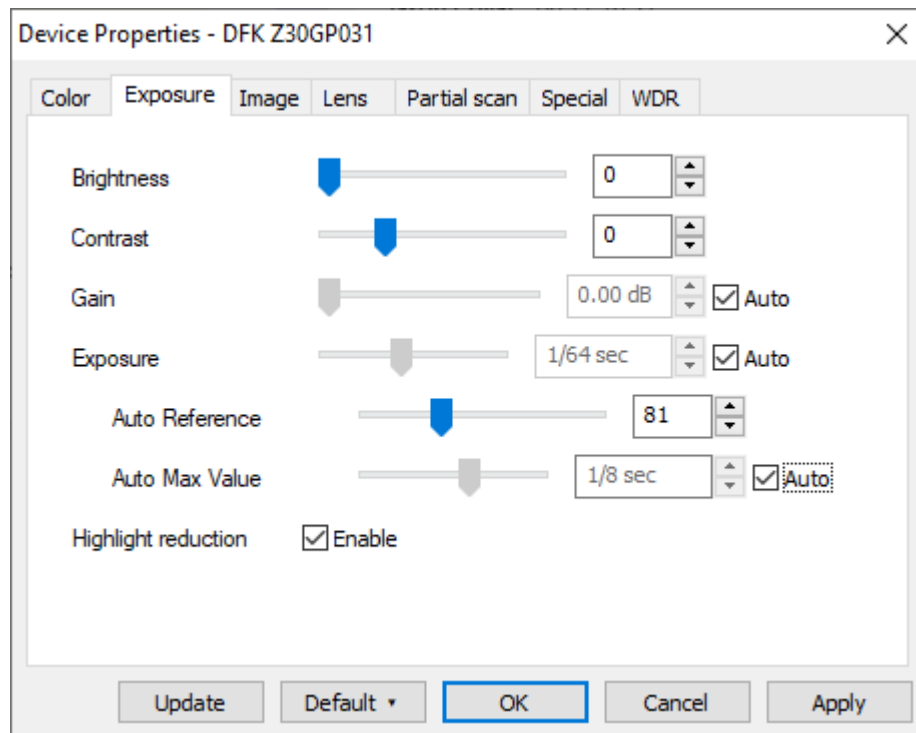 Device Properties - DFK Z30GP031
Color Exposure Image Lens Partial scan Special WDR
Brightness 0
Contrast 0
Gain 0.00 dB Auto
Exposure 1/64 sec Auto
Auto Reference 81
Auto Max Value 1/8 sec Auto
Highlight reduction Enable
Update Default OK Cancel Apply